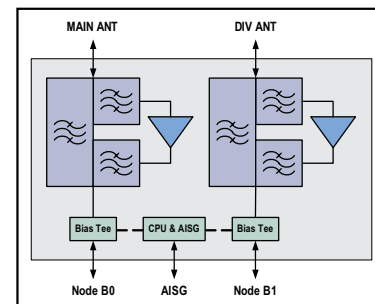 MAIN ANT DIV ANT
Bias Tee CPU & AISG Bias Tee
Node B0 AISG Node B1